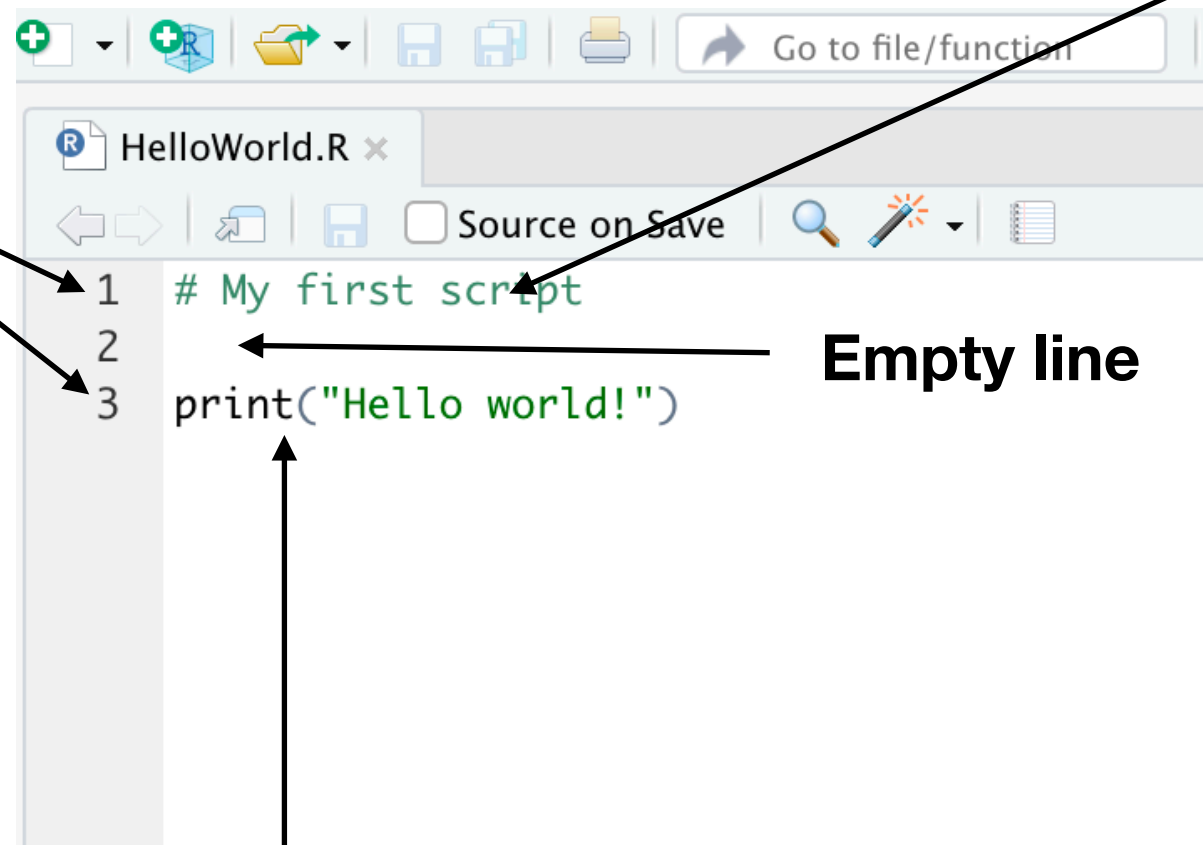 Go to file/function
HelloWorld.R
Source on Save
1 # My first script
2
Empty line
3 print("Hello world!")